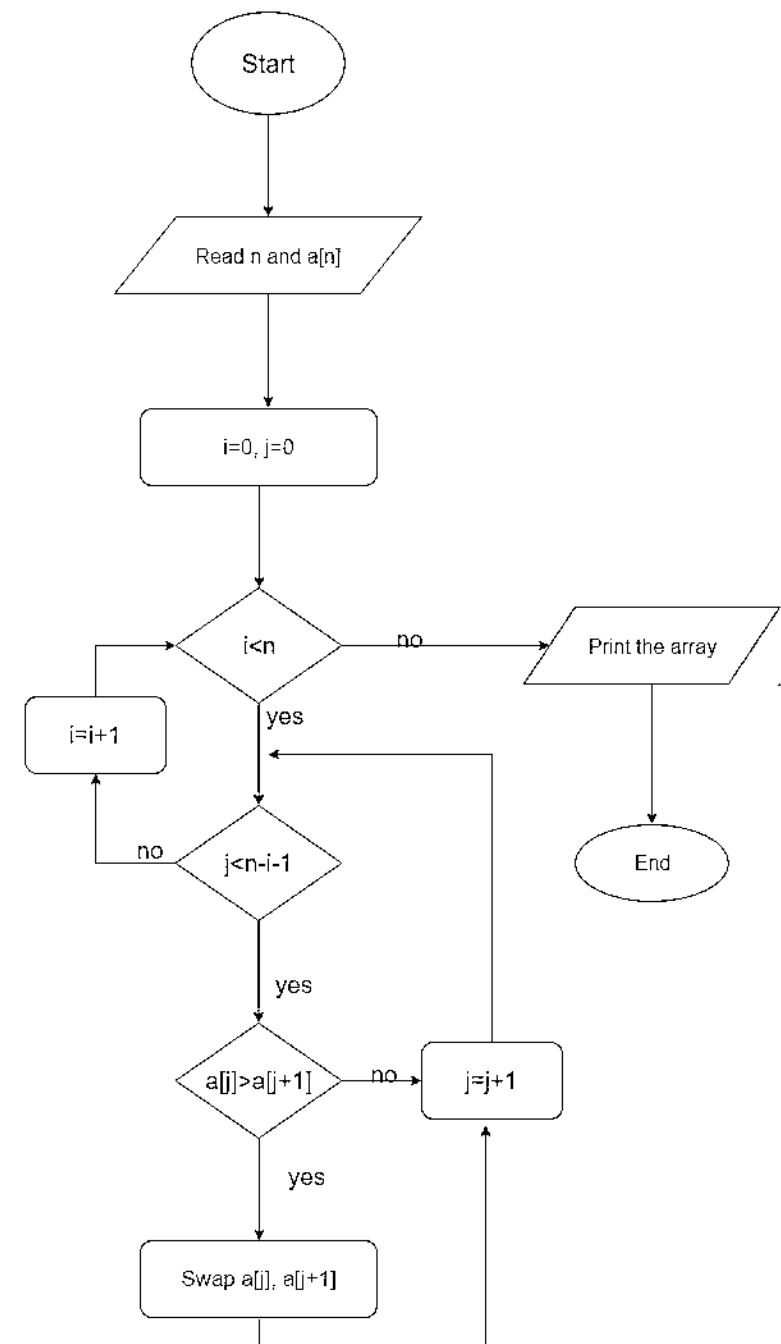 Start
Read n and a[n]
i=0, j=0
i<n
no
Print the array
yes
i=i+1
j<n-i-1
no
End
yes
a[j]>a[j+1]
no
j=j+1
yes
Swap a[j], a[j+1]